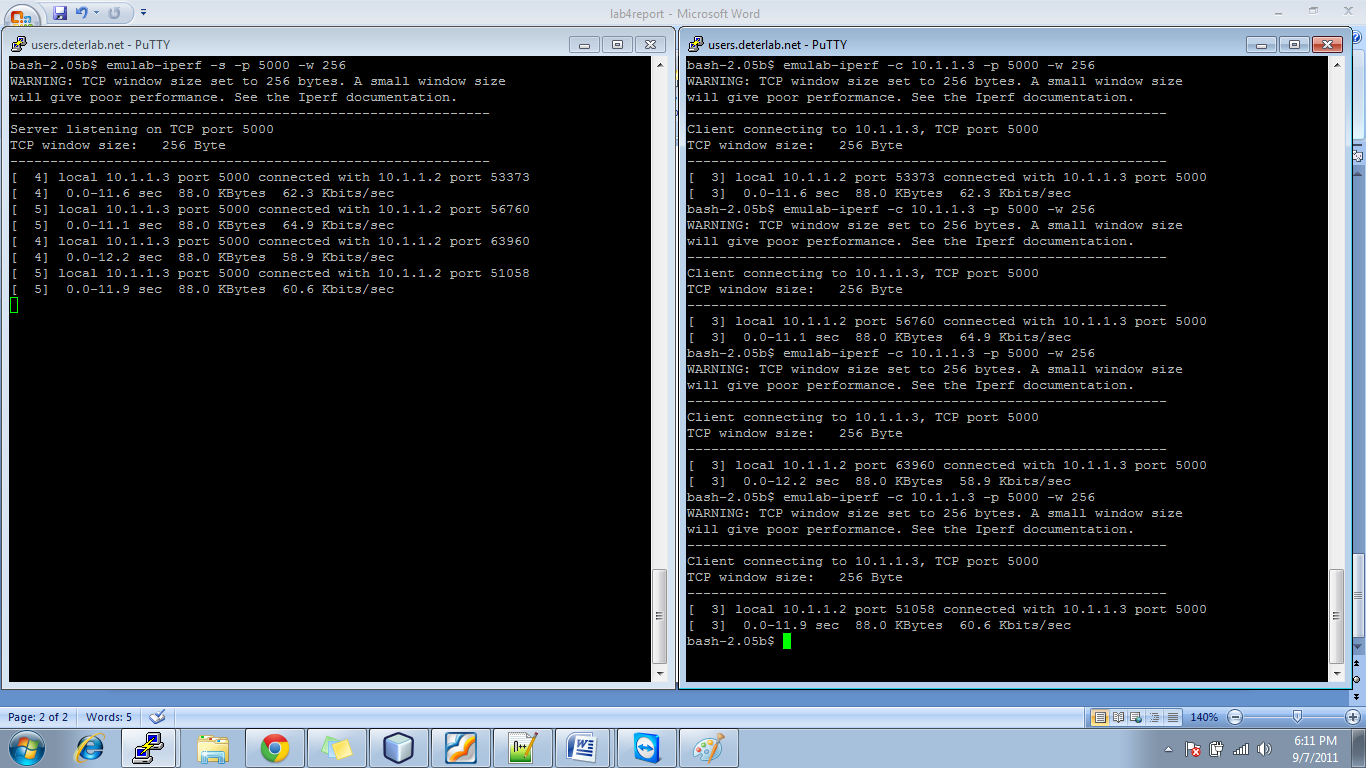 lab4report - Microsoft Word
users.deterlab.net - PuTTY
bash-2.05b$ emulab-iperf -s -p 5000 -w 256
WARNING: TCP window size set to 256 bytes. A small window size
will give poor performance. See the Iperf documentation.
------------------------------------------------------------
Server listening on TCP port 5000
TCP window size:   256 Byte
------------------------------------------------------------
[  4] local 10.1.1.3 port 5000 connected with 10.1.1.2 port 53373
[  4]  0.0-11.6 sec  88.0 KBytes  62.3 Kbits/sec
[  5] local 10.1.1.3 port 5000 connected with 10.1.1.2 port 56760
[  5]  0.0-11.1 sec  88.0 KBytes  64.9 Kbits/sec
[  4] local 10.1.1.3 port 5000 connected with 10.1.1.2 port 63960
[  4]  0.0-12.2 sec  88.0 KBytes  58.9 Kbits/sec
[  5] local 10.1.1.3 port 5000 connected with 10.1.1.2 port 51058
[  5]  0.0-11.9 sec  88.0 KBytes  60.6 Kbits/sec
users.deterlab.net - PuTTY
bash-2.05b$ emulab-iperf -c 10.1.1.3 -p 5000 -w 256
WARNING: TCP window size set to 256 bytes. A small window size
will give poor performance. See the Iperf documentation.
------------------------------------------------------------
Client connecting to 10.1.1.3, TCP port 5000
TCP window size:   256 Byte
------------------------------------------------------------
[  3] local 10.1.1.2 port 53373 connected with 10.1.1.3 port 5000
[  3]  0.0-11.6 sec  88.0 KBytes  62.3 Kbits/sec
bash-2.05b$ emulab-iperf -c 10.1.1.3 -p 5000 -w 256
WARNING: TCP window size set to 256 bytes. A small window size
will give poor performance. See the Iperf documentation.
------------------------------------------------------------
Client connecting to 10.1.1.3, TCP port 5000
TCP window size:   256 Byte
------------------------------------------------------------
[  3] local 10.1.1.2 port 56760 connected with 10.1.1.3 port 5000
[  3]  0.0-11.1 sec  88.0 KBytes  64.9 Kbits/sec
bash-2.05b$ emulab-iperf -c 10.1.1.3 -p 5000 -w 256
WARNING: TCP window size set to 256 bytes. A small window size
will give poor performance. See the Iperf documentation.
------------------------------------------------------------
Client connecting to 10.1.1.3, TCP port 5000
TCP window size:   256 Byte
------------------------------------------------------------
[  3] local 10.1.1.2 port 63960 connected with 10.1.1.3 port 5000
[  3]  0.0-12.2 sec  88.0 KBytes  58.9 Kbits/sec
bash-2.05b$ emulab-iperf -c 10.1.1.3 -p 5000 -w 256
WARNING: TCP window size set to 256 bytes. A small window size
will give poor performance. See the Iperf documentation.
------------------------------------------------------------
Client connecting to 10.1.1.3, TCP port 5000
TCP window size:   256 Byte
------------------------------------------------------------
[  3] local 10.1.1.2 port 51058 connected with 10.1.1.3 port 5000
[  3]  0.0-11.9 sec  88.0 KBytes  60.6 Kbits/sec
bash-2.05b$
Page: 2 of 2 Words: 5 140%
6:11 PM
9/7/2011